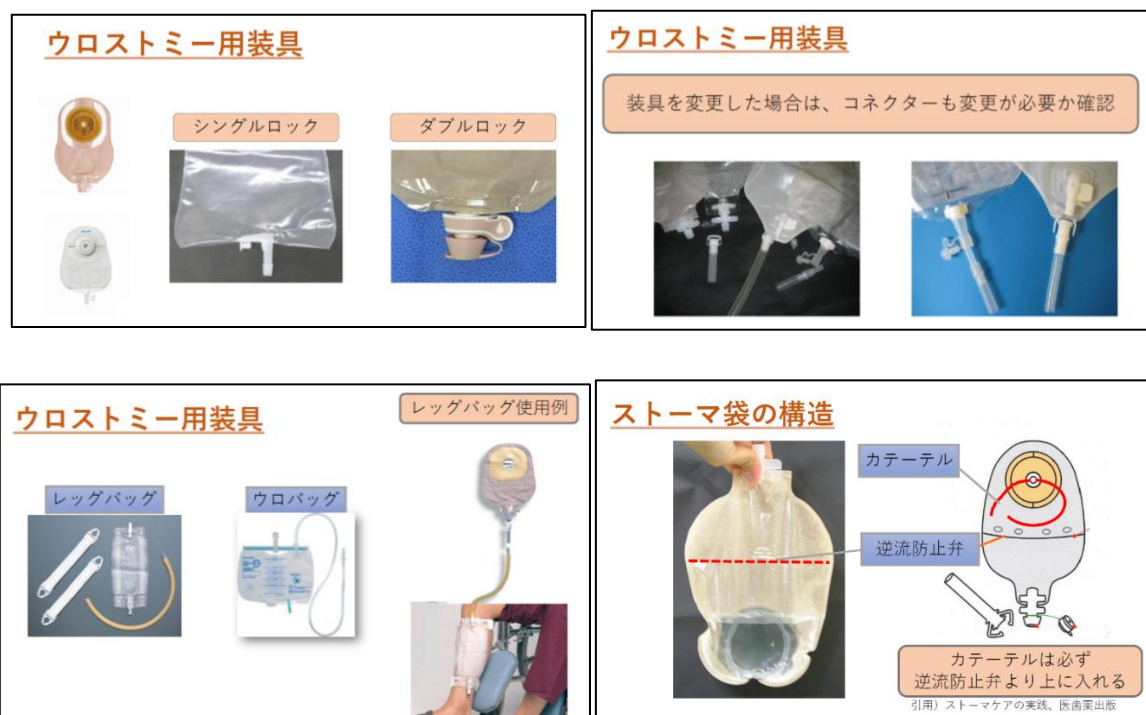 ウロストミー用装具
シングルロック
ダブルロック
ウロストミー用装具
装具を変更した場合は、コネクターも変更が必要か確認
ウロストミー用装具
レッグバッグ使用例
レッグバッグ
ウロバッグ
ストーマ袋の構造
カテーテル
逆流防止弁
カテーテルは必ず
逆流防止弁より上に入れる
引用）ストーマケアの実践、医歯薬出版